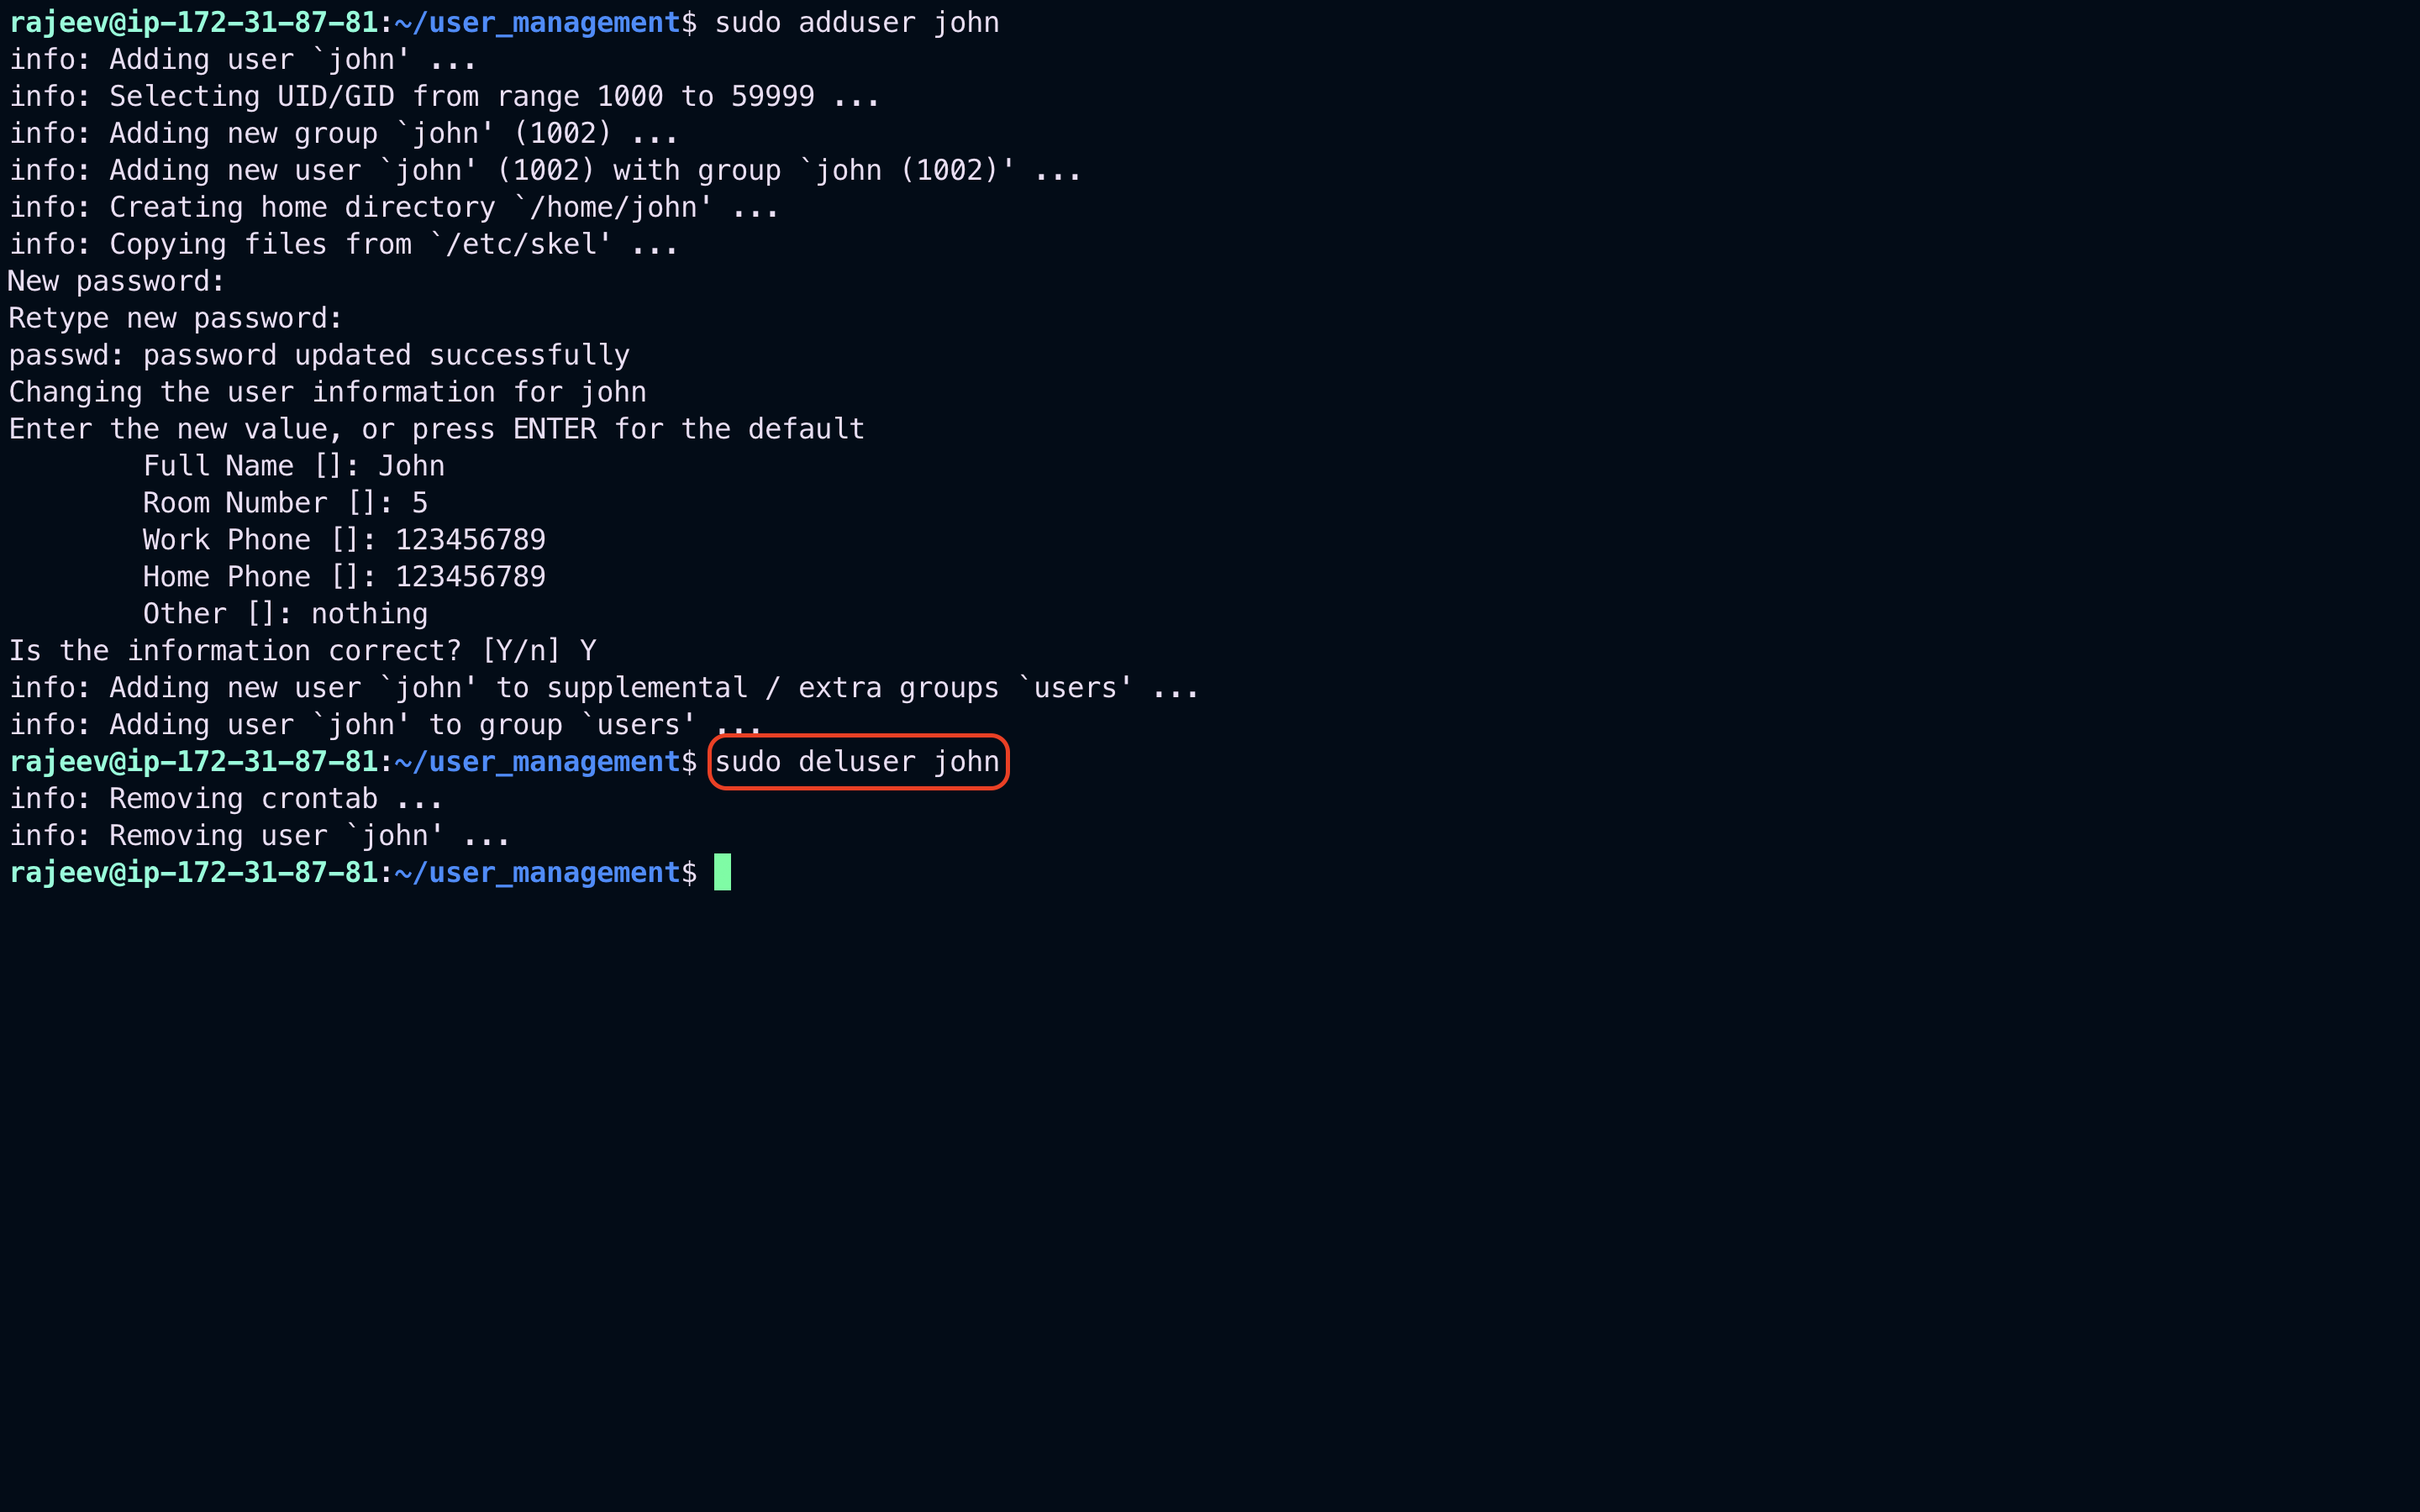 rajeev@ip-172-31-87-81:~/user_management$ sudo adduser john
info: Adding user `john' ...
info: Selecting UID/GID from range 1000 to 59999 ...
info: Adding new group `john' (1002) ...
info: Adding new user `john' (1002) with group `john (1002)' ...
info: Creating home directory `/home/john' ...
info: Copying files from `/etc/skel' ...
New password:
Retype new password:
passwd: password updated successfully
Changing the user information for john
Enter the new value, or press ENTER for the default
        Full Name []: John
        Room Number []: 5
        Work Phone []: 123456789
        Home Phone []: 123456789
        Other []: nothing
Is the information correct? [Y/n] Y
info: Adding new user `john' to supplemental / extra groups `users' ...
info: Adding user `john' to group `users' ...
rajeev@ip-172-31-87-81:~/user_management$ sudo deluser john
info: Removing crontab ...
info: Removing user `john' ...
rajeev@ip-172-31-87-81:~/user_management$